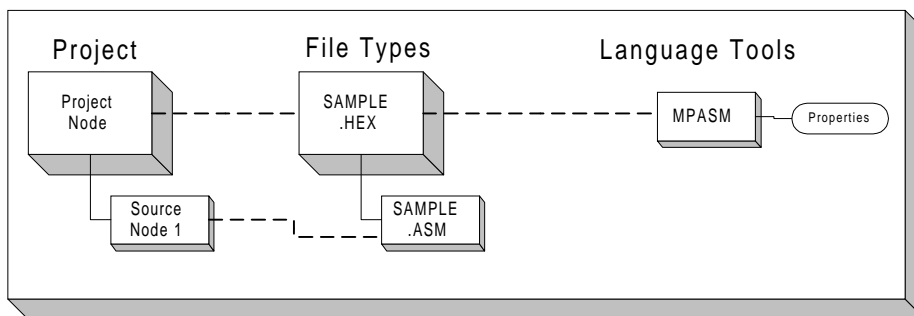 Project
File Types
Language Tools
Project
Node
SAMPLE
.HEX
MPASM
Properties
Source
Node 1
SAMPLE
.ASM